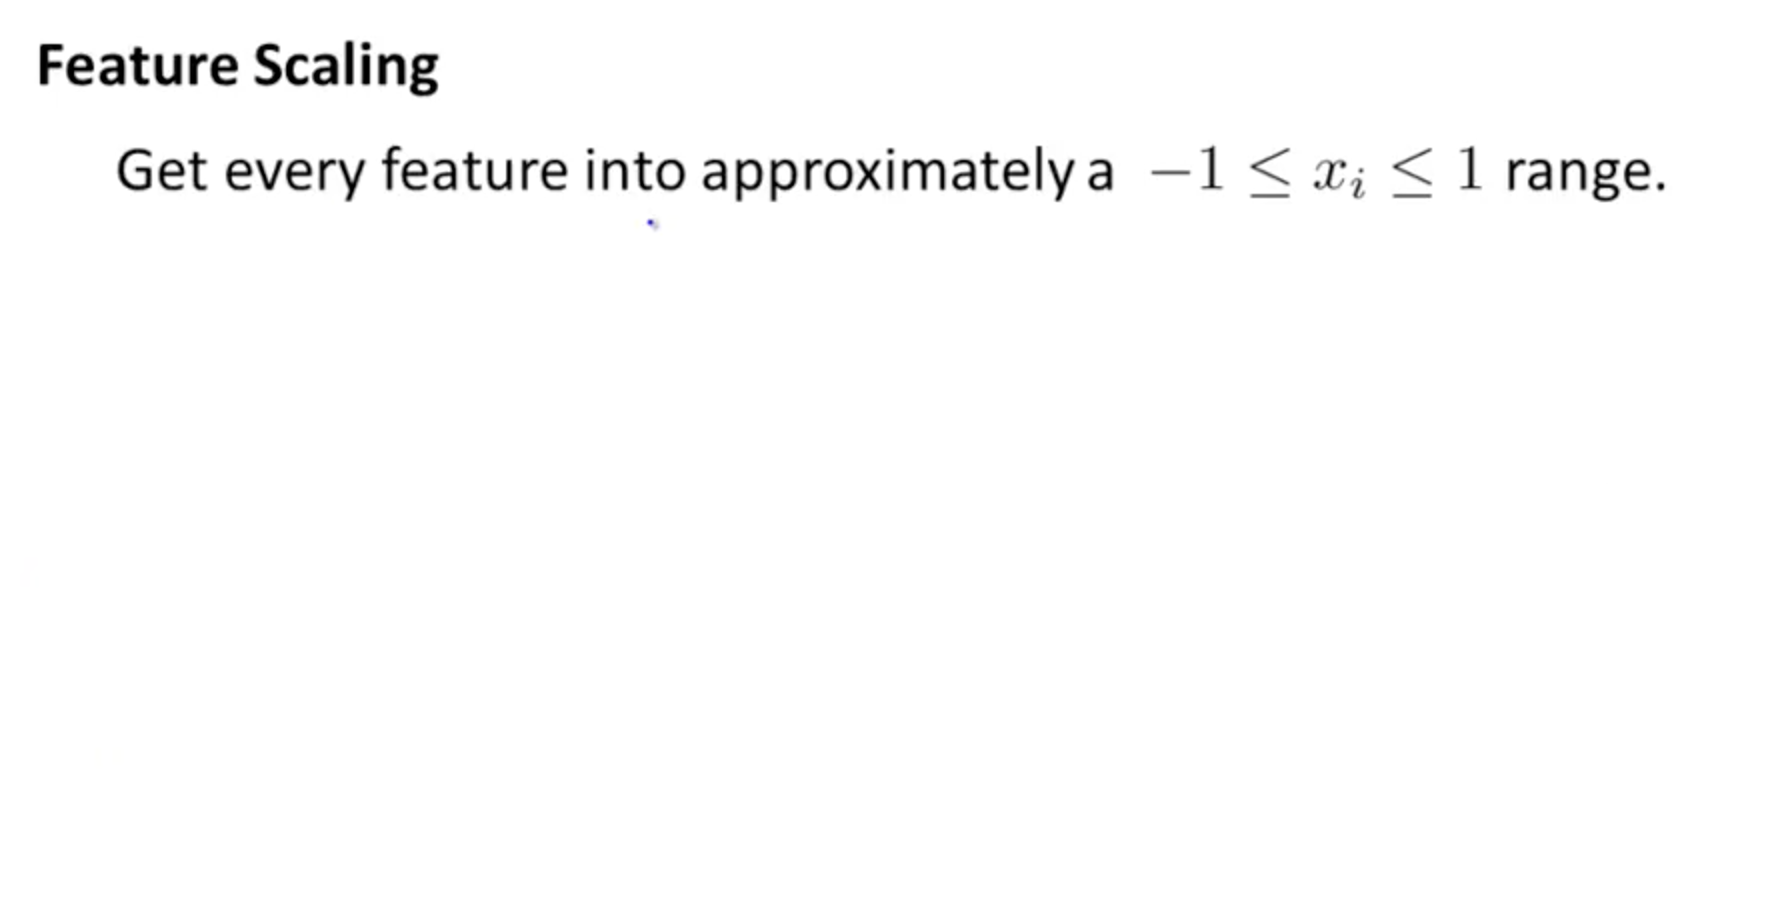 Feature Scaling
Get every feature into approximately a −1 ≤ xᵢ ≤ 1 range.